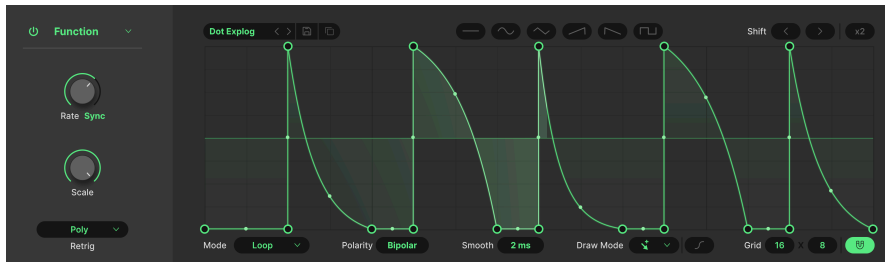 Function
Dot Explog
Shift
x2
Rate Sync
Scale
Poly
Retrig
Mode Loop Polarity Bipolar Smooth 2 ms Draw Mode Grid 16 X 8